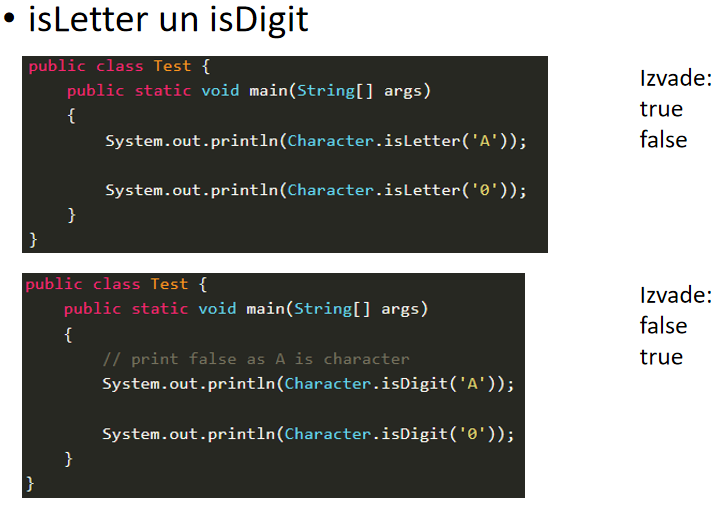 • isLetter un isDigit
public class Test {
    public static void main(String[] args)
    {
        System.out.println(Character.isLetter('A'));

        System.out.println(Character.isLetter('0'));
    }
}
Izvade:
true
false
public class Test {
    public static void main(String[] args)
    {
        // print false as A is character
        System.out.println(Character.isDigit('A'));

        System.out.println(Character.isDigit('0'));
    }
}
Izvade:
false
true